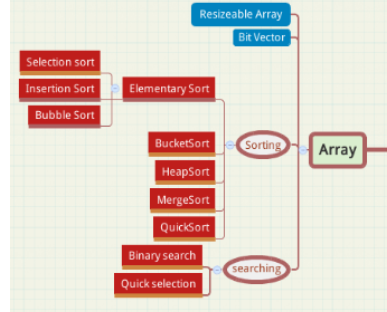 Resizeable Array
Bit Vector
Selection sort
Insertion Sort
Elementary Sort
Bubble Sort
BucketSort
Sorting
Array
HeapSort
MergeSort
QuickSort
Binary search
searching
Quick selection